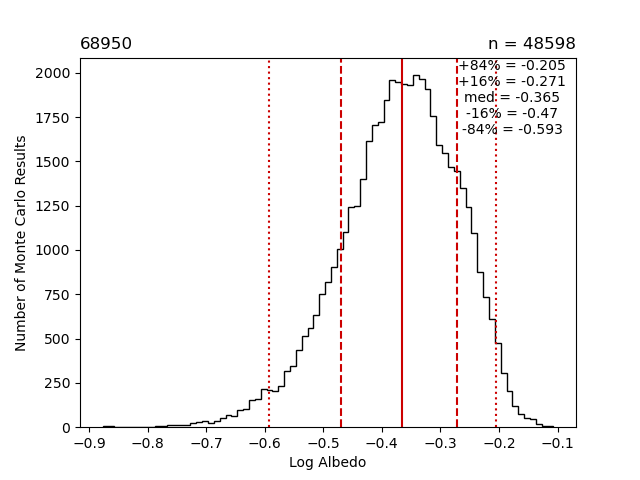 68950
n = 48598
+84% = -0.205
+16% = -0.271
med = -0.365
-16% = -0.47
-84% = -0.593
Number of Monte Carlo Results
2000
1750
1500
1250
1000
750
500
250
0
−0.9 −0.8 −0.7 −0.6 −0.5 −0.4 −0.3 −0.2 −0.1
Log Albedo